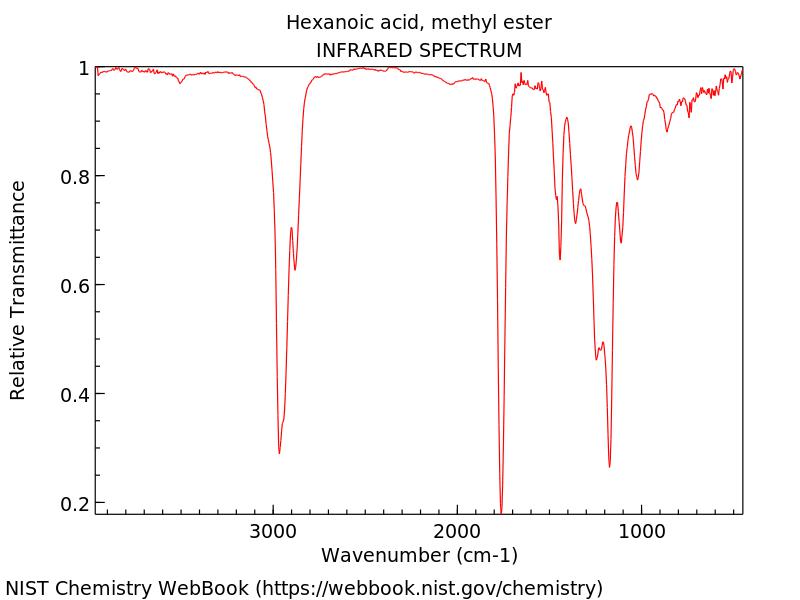 Hexanoic acid, methyl ester
INFRARED SPECTRUM
1
0.8
0.6
0.4
0.2
Relative Transmittance
3000 2000 1000
Wavenumber (cm-1)
NIST Chemistry WebBook (https://webbook.nist.gov/chemistry)